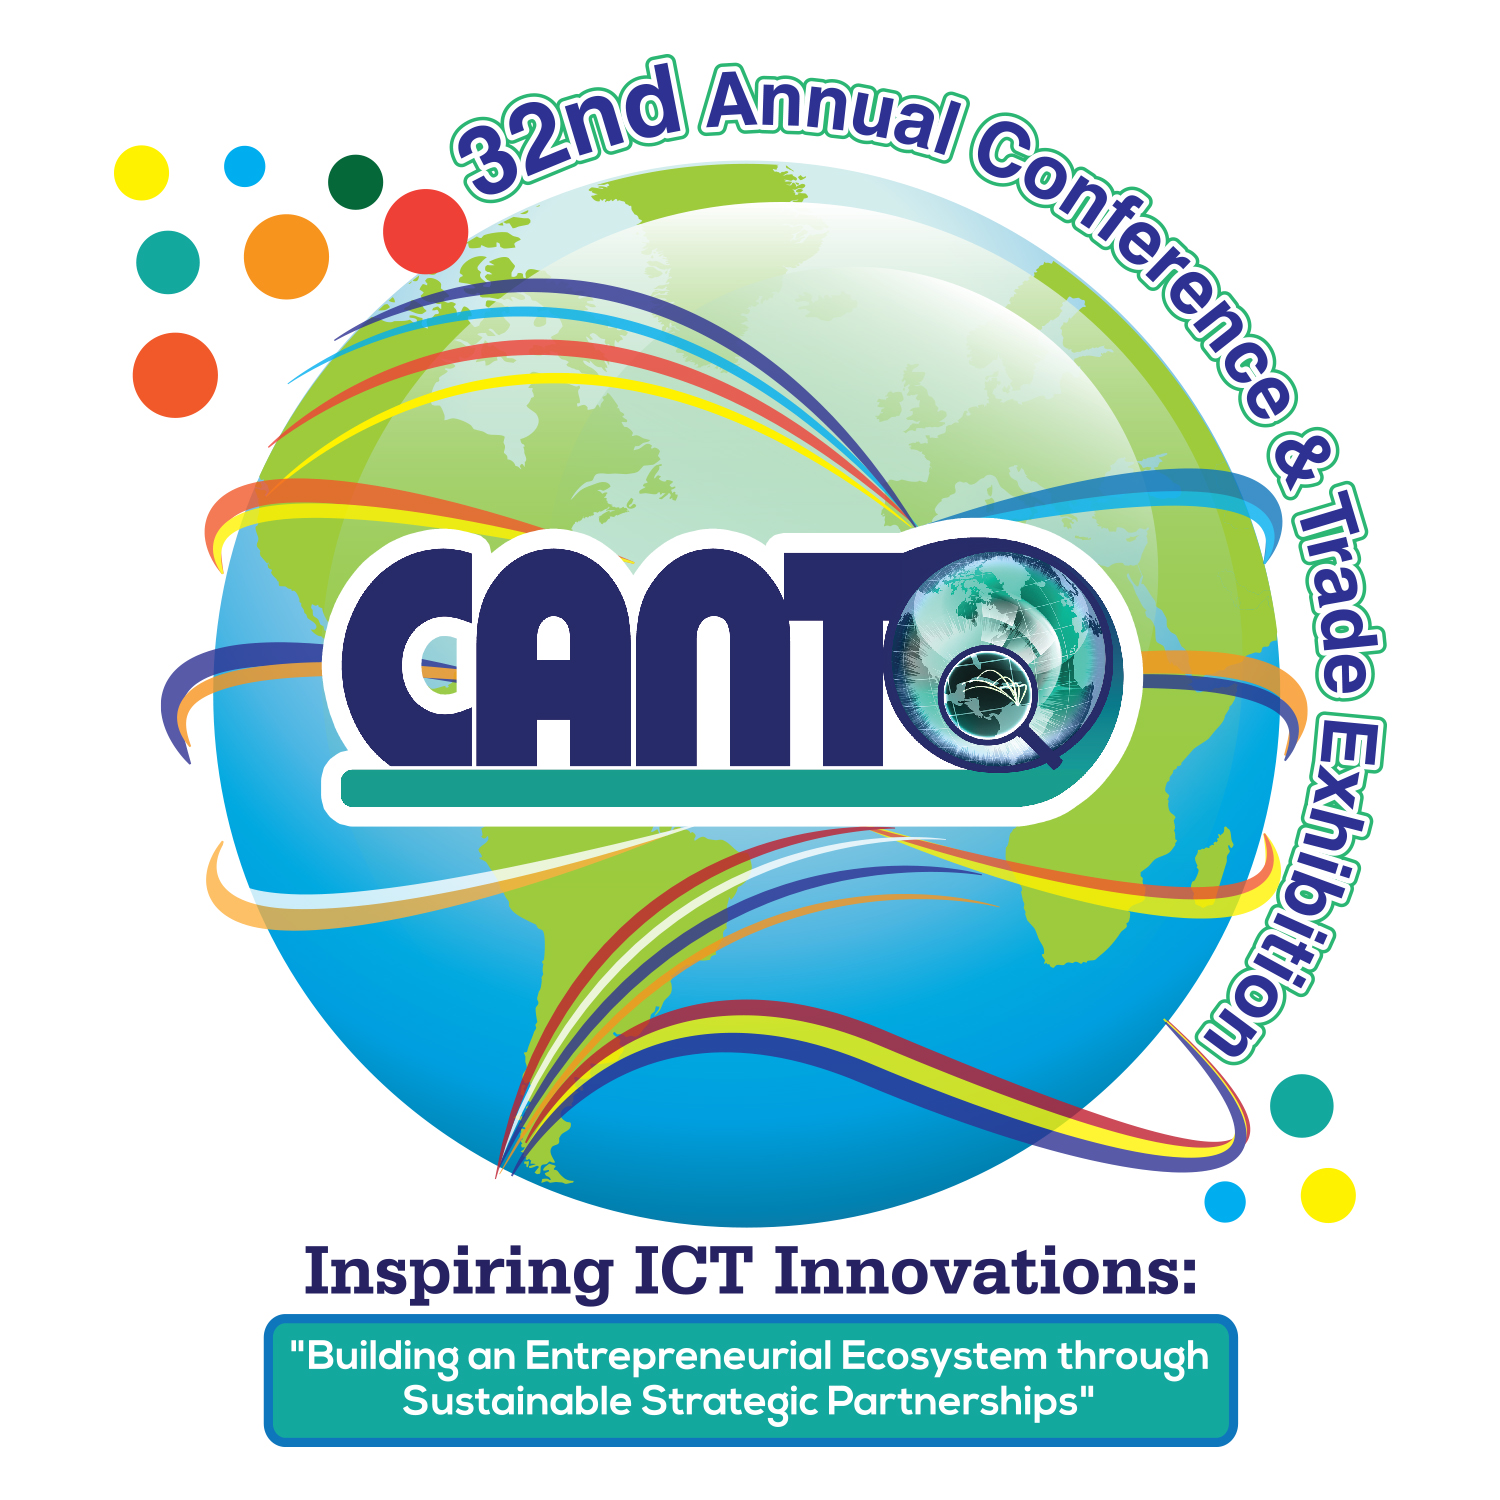 32nd Annual Conference & Trade Exhibition
CANTO
Inspiring ICT Innovations:
"Building an Entrepreneurial Ecosystem through
Sustainable Strategic Partnerships"